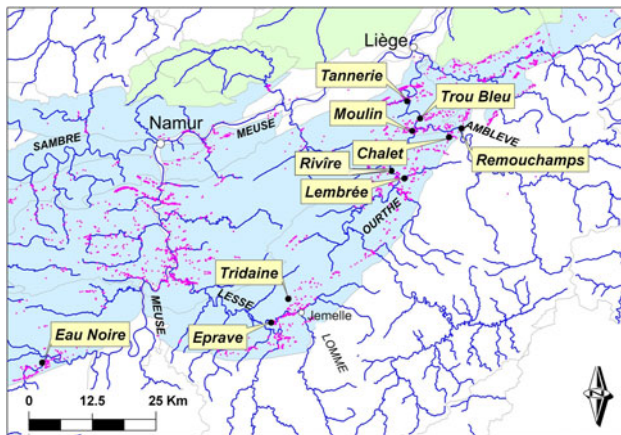 Liège
Tannerie
Trou Bleu
Moulin
Namur
MEUSE
SAMBRE
AMBLEVE
Chalet
Remouchamps
Rivîre
Lembrée
OURTHE
Tridaine
LESSE
MEUSE
Jemelle
Eprave
Eau Noire
LOMME
0 12.5 25 Km